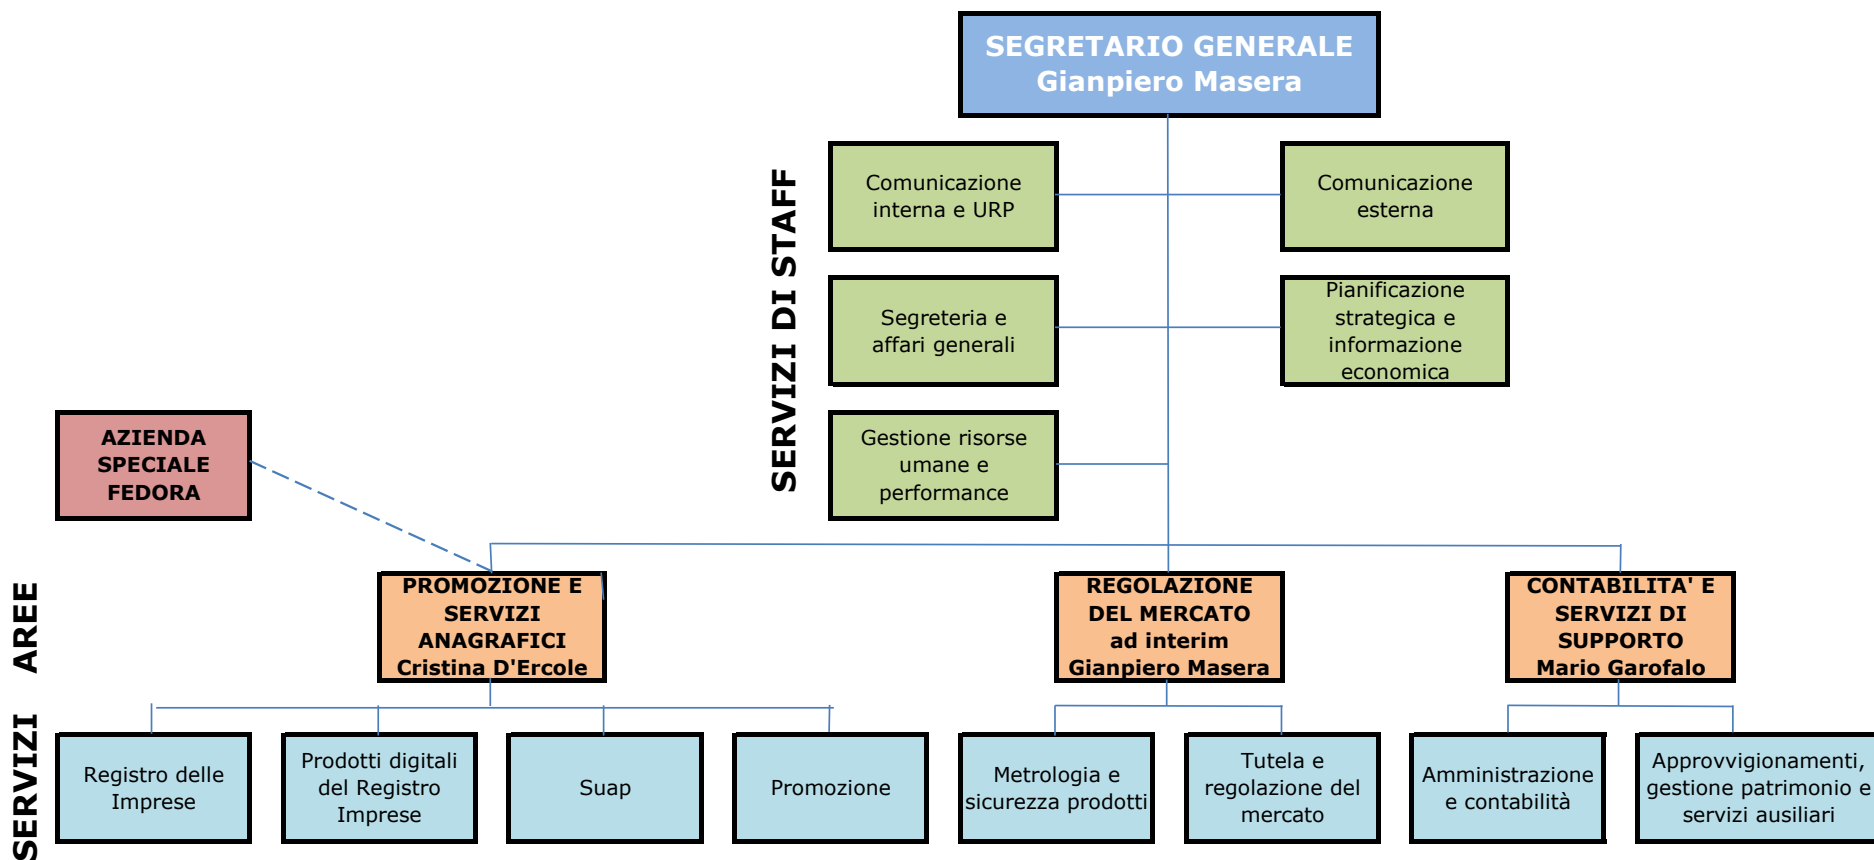 SEGRETARIO GENERALE
Gianpiero Masera
SERVIZI DI STAFF
Comunicazione
interna e URP
Comunicazione
esterna
Segreteria e
affari generali
Pianificazione
strategica e
informazione
economica
Gestione risorse
umane e
performance
AZIENDA
SPECIALE
FEDORA
AREE
PROMOZIONE E
SERVIZI
ANAGRAFICI
Cristina D'Ercole
REGOLAZIONE
DEL MERCATO
ad interim
Gianpiero Masera
CONTABILITA' E
SERVIZI DI
SUPPORTO
Mario Garofalo
SERVIZI
Registro delle
Imprese
Prodotti digitali
del Registro
Imprese
Suap
Promozione
Metrologia e
sicurezza prodotti
Tutela e
regolazione del
mercato
Amministrazione
e contabilità
Approvvigionamenti,
gestione patrimonio e
servizi ausiliari